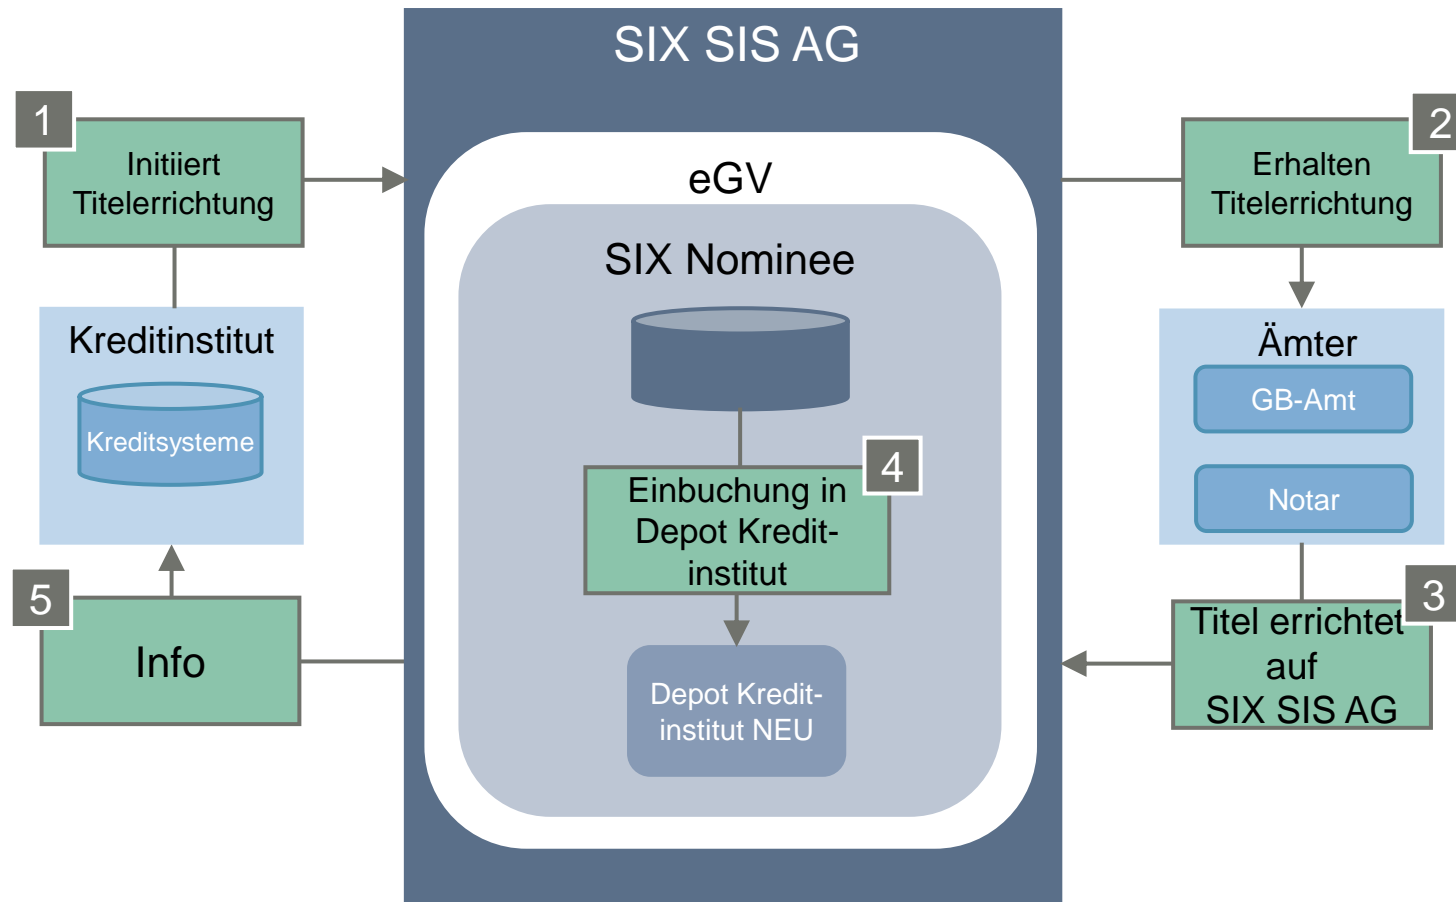 SIX SIS AG
1
Initiiert
Titelerrichtung
2
Erhalten
Titelerrichtung
eGV
SIX Nominee
Kreditinstitut
Kreditsysteme
Ämter
GB-Amt
Notar
4
Einbuchung in
Depot Kredit-
institut
5
Info
3
Titel errichtet
auf
SIX SIS AG
Depot Kredit-
institut NEU